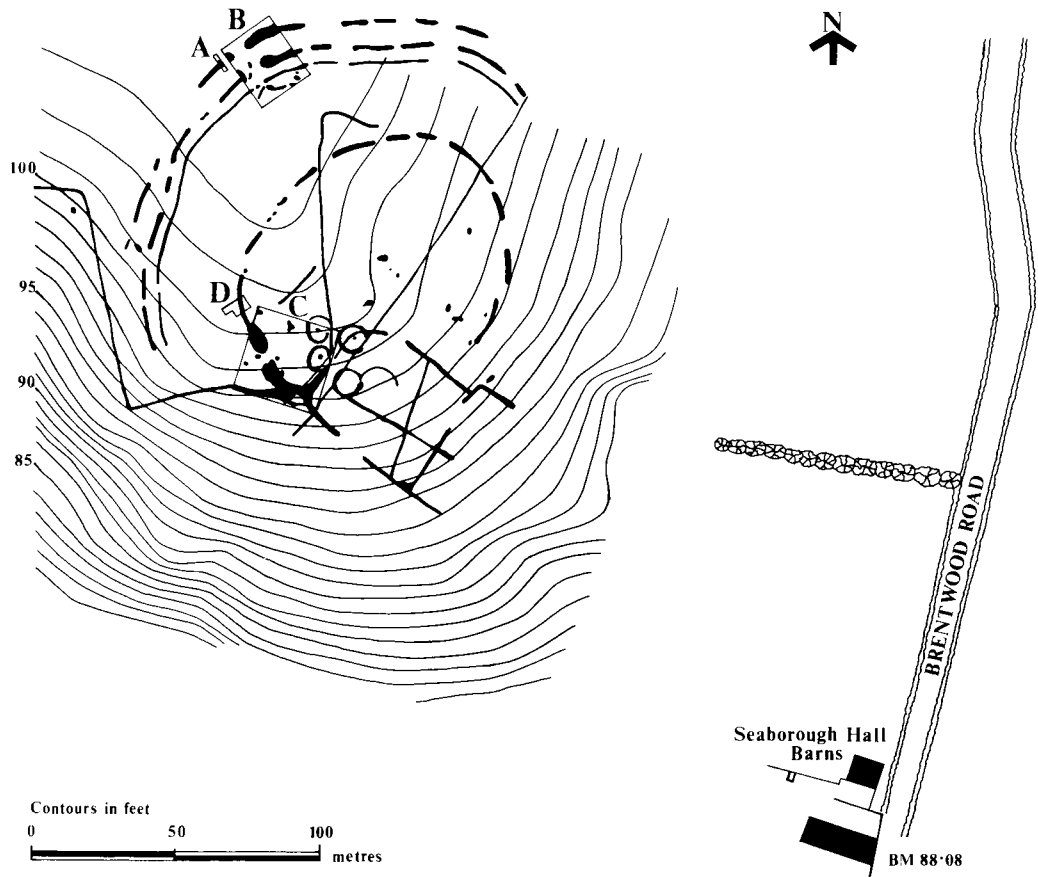 N
B
A
100
95
D
C
90
85
BRENTWOOD ROAD
Seaborough Hall
Barns
Contours in feet
0 50 100
metres
BM 88·08